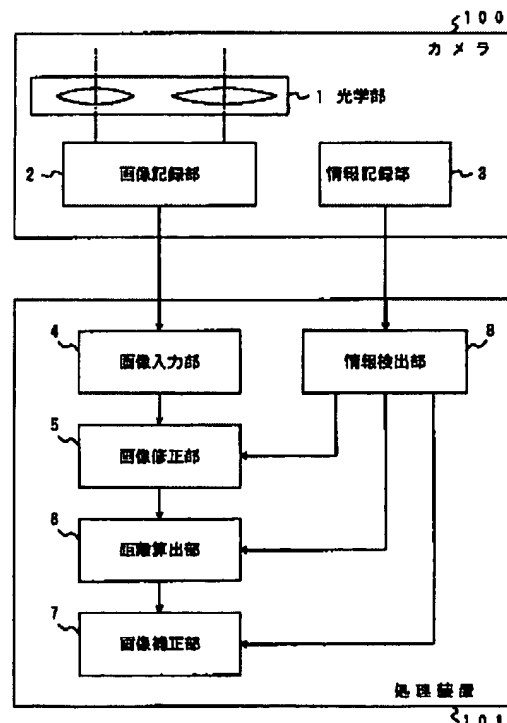 100
カメラ
1 光学部
2 画像記録部
情報記録部 3
4 画像入力部
情報検出部 8
5 画像修正部
6 距離算出部
7 画像補正部
処理装置
101